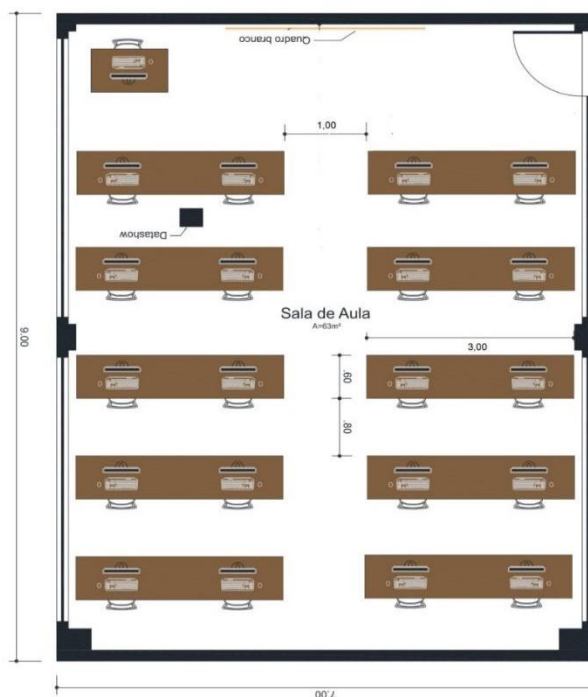 Quadro branco
1,00
Datashow
9,00
Sala de Aula
A=63m²
3,00
,60
,80
7,00